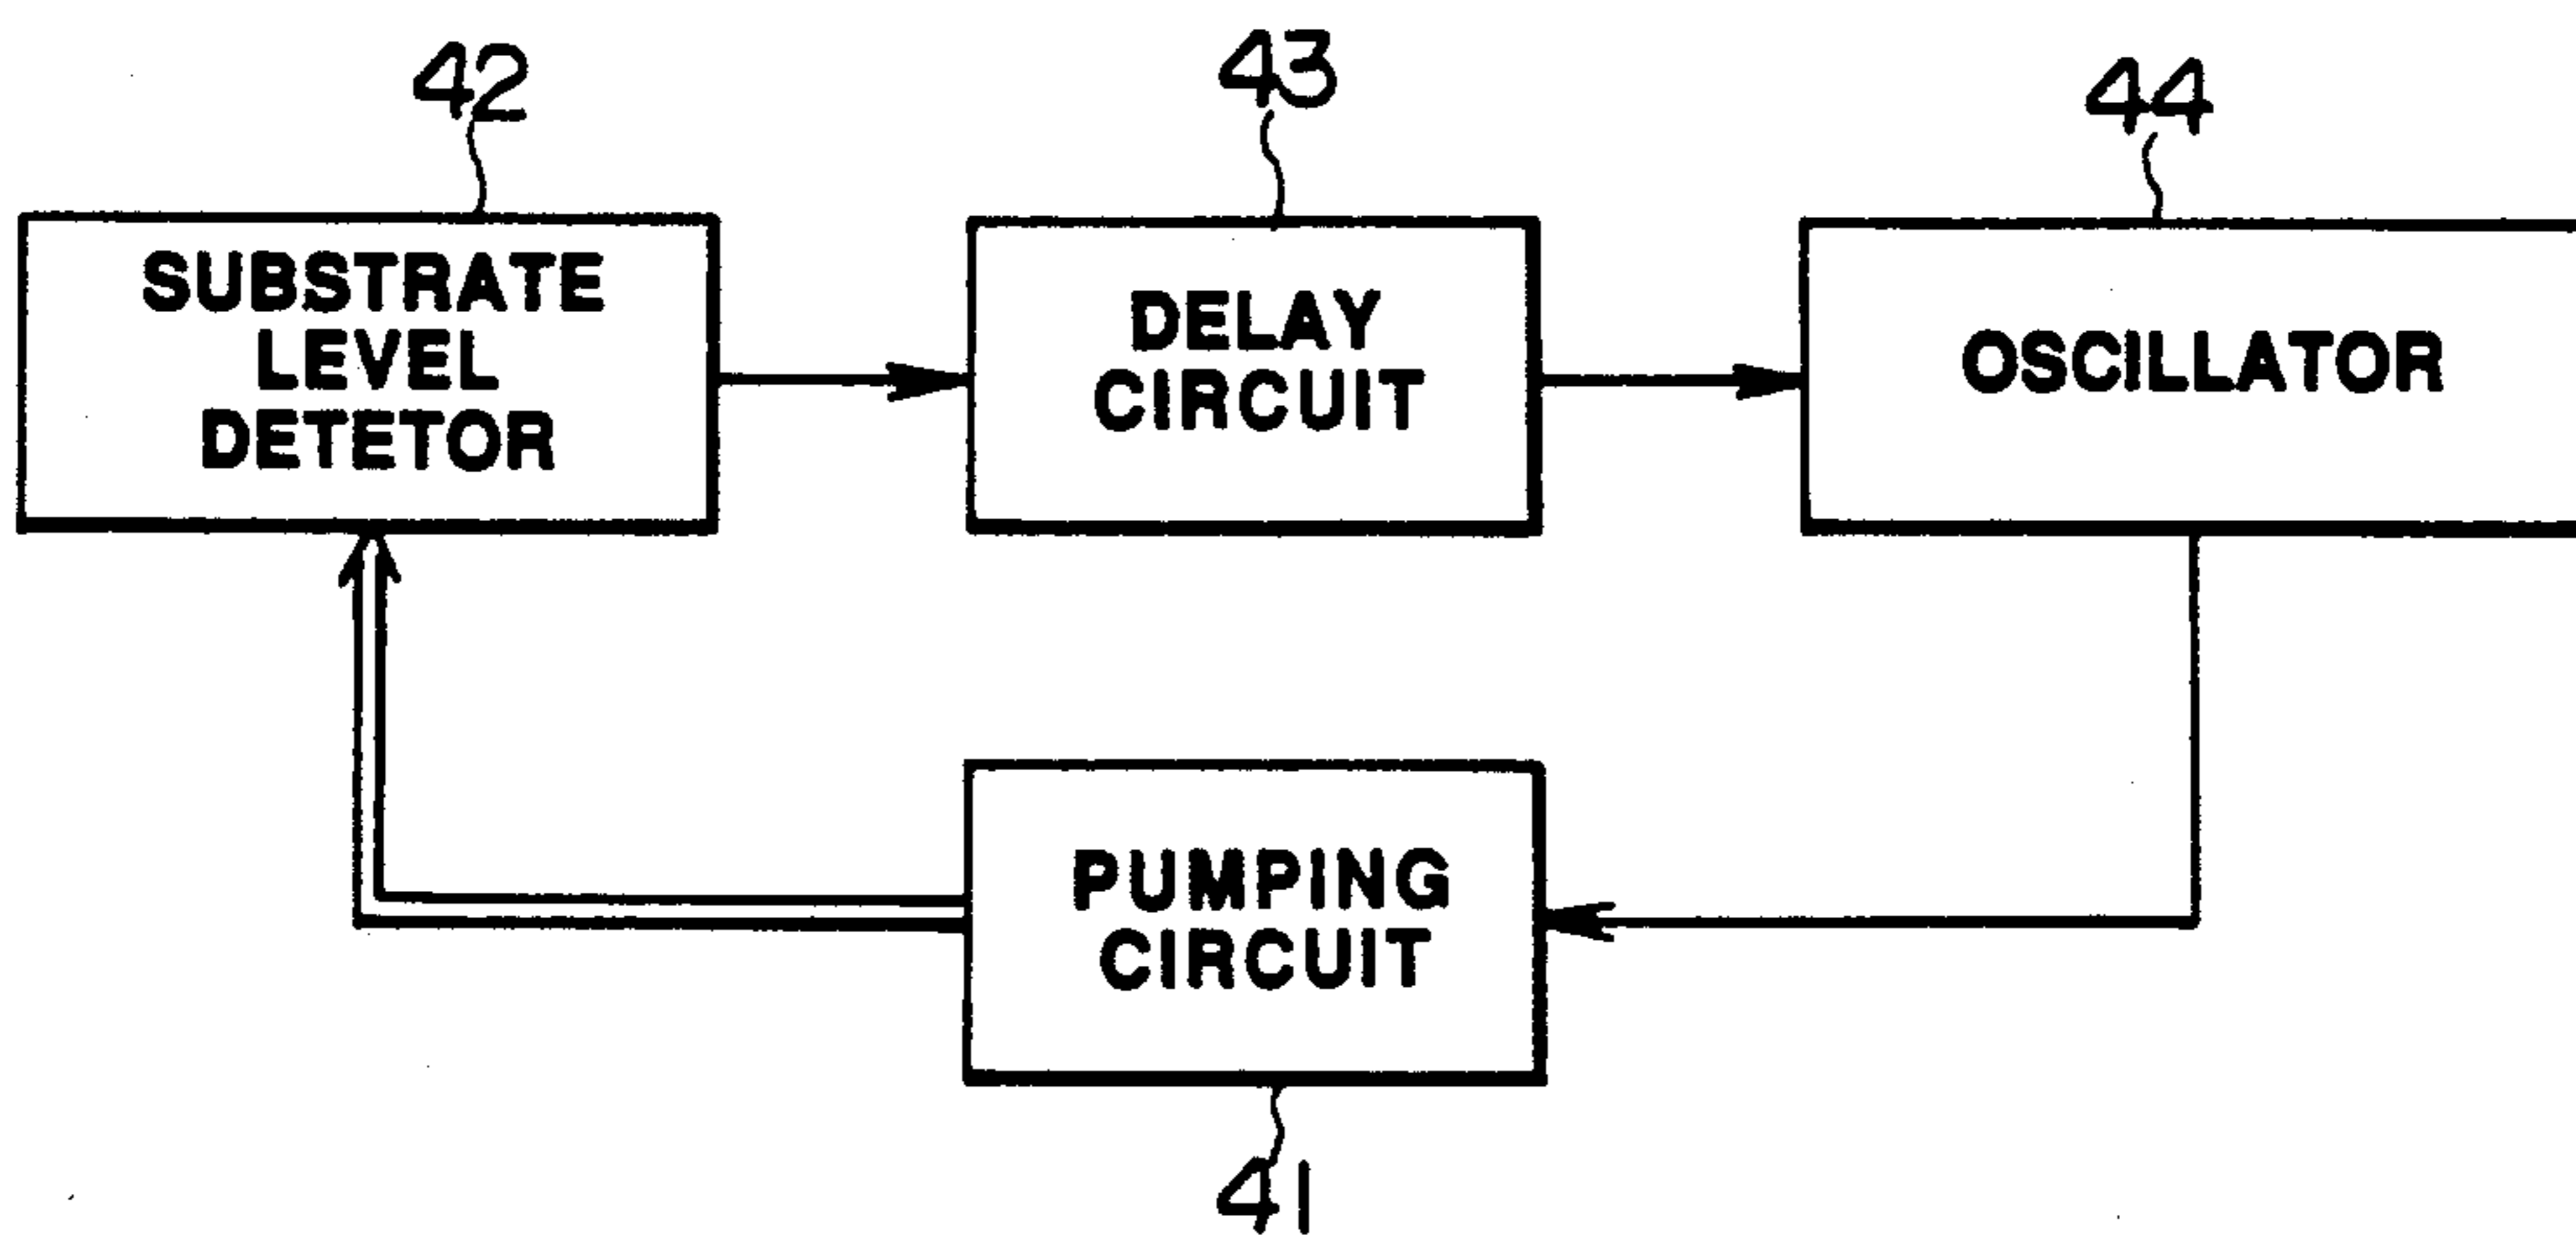 42
43
44
SUBSTRATE
LEVEL
DETETOR
DELAY
CIRCUIT
OSCILLATOR
PUMPING
CIRCUIT
41